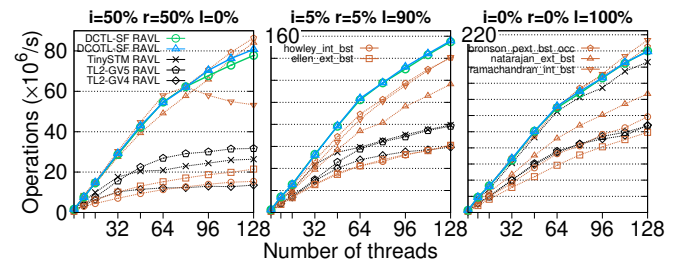 i=50% r=50% l=0%
i=5% r=5% l=90%
i=0% r=0% l=100%
Operations (×10⁶/s)
80
60
40
20
0
160
220
DCTL-SF RAVL
DCOTL-SF RAVL
TinySTM RAVL
TL2-GV5 RAVL
TL2-GV4 RAVL
howley_int_bst
ellen_ext_bst
bronson_pext_bst_occ
natarajan_ext_bst
ramachandran_int_bst
32 64 96 128
32 64 96 128
32 64 96 128
Number of threads